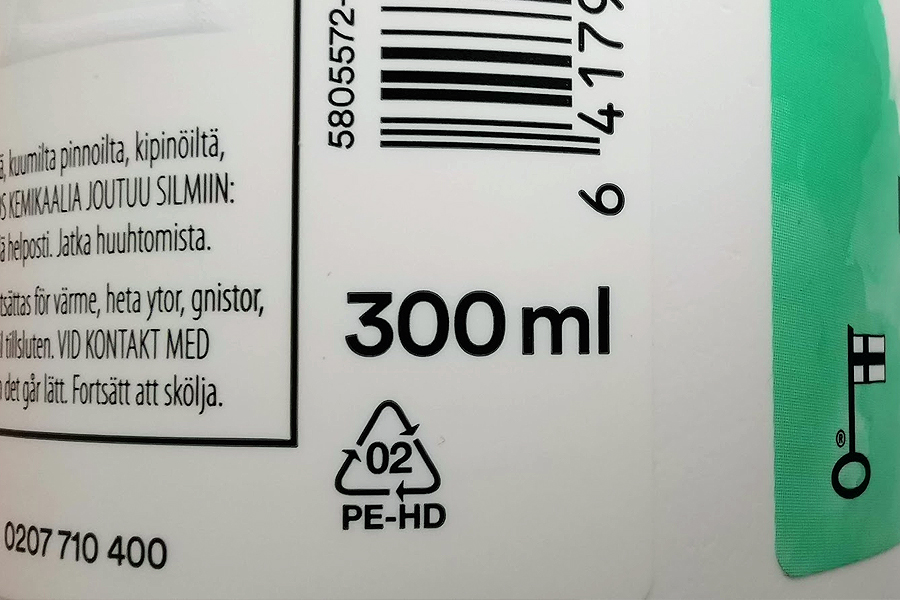 kuumilta pinnoilta, kipinöiltä,
KEMIKAALIA JOUTUU SILMIIN:
helposti. Jatka huuhtomista.
för värme, heta ytor, gnistor,
tillsluten. VID KONTAKT MED
det går lätt. Fortsätt att skölja.
0207 710 400
5805572-
6 4179
300 ml
02
PE-HD
®